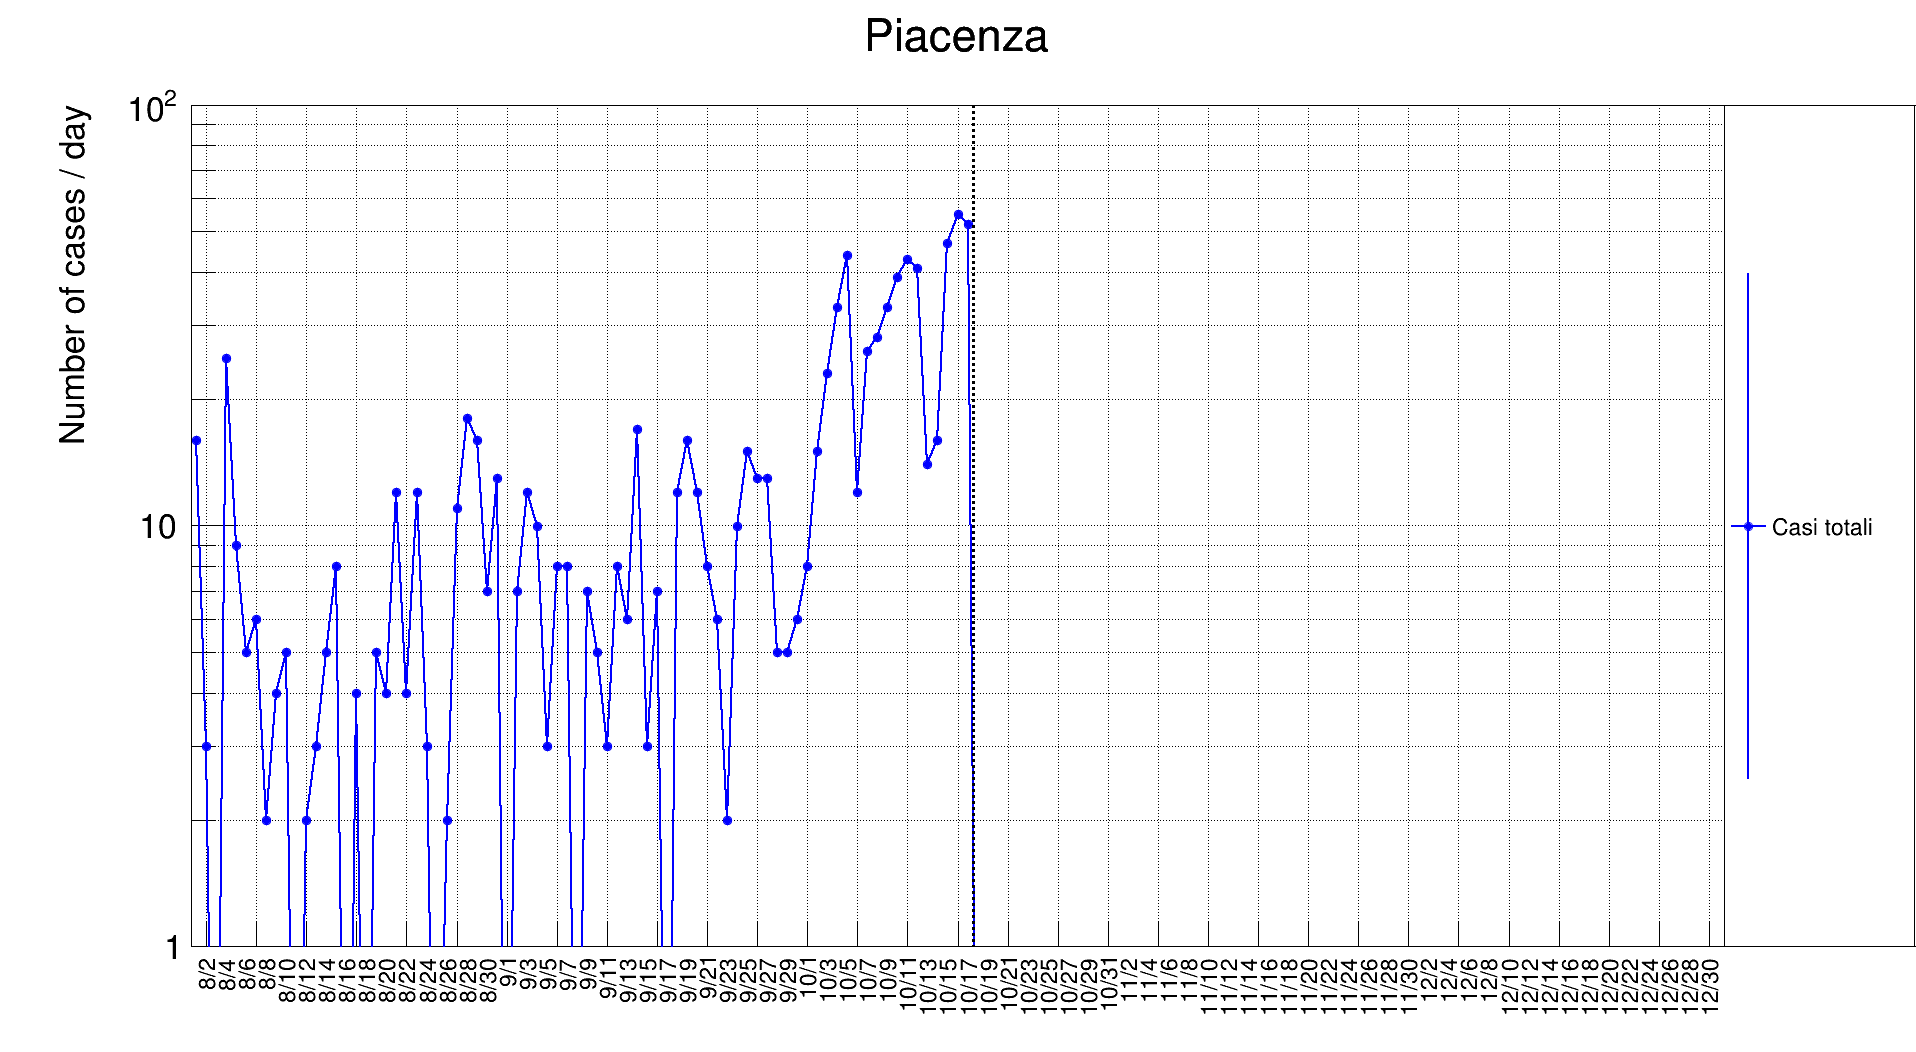 Piacenza
Number of cases / day
10²
10
1
8/2 8/4 8/6 8/8 8/10 8/12 8/14 8/16 8/18 8/20 8/22 8/24 8/26 8/28 8/30 9/1 9/3 9/5 9/7 9/9 9/11 9/13 9/15 9/17 9/19 9/21 9/23 9/25 9/27 9/29 10/1 10/3 10/5 10/7 10/9 10/11 10/13 10/15 10/17 10/19 10/21 10/23 10/25 10/27 10/29 10/31 11/2 11/4 11/6 11/8 11/10 11/12 11/14 11/16 11/18 11/20 11/22 11/24 11/26 11/28 11/30 12/2 12/4 12/6 12/8 12/10 12/12 12/14 12/16 12/18 12/20 12/22 12/24 12/26 12/28 12/30
Casi totali